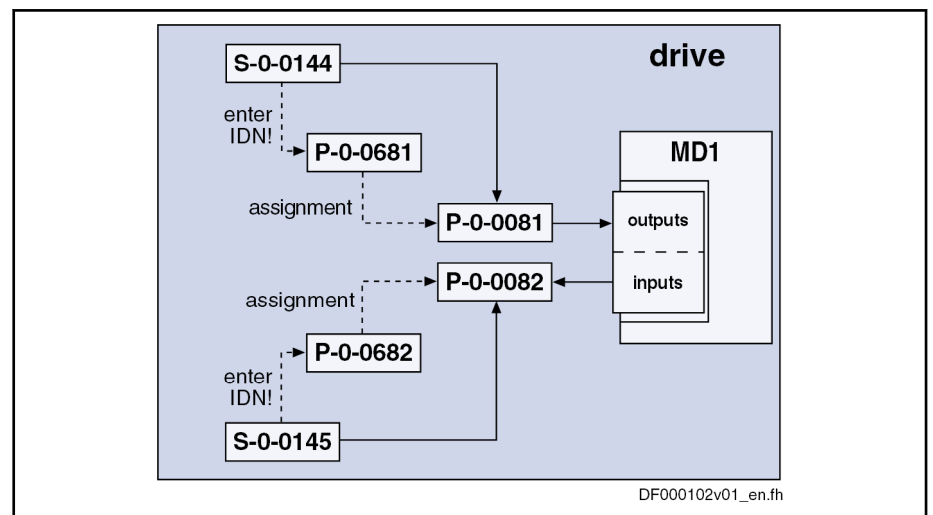 drive
S-0-0144
enter
IDN!
P-0-0681
MD1
assignment
P-0-0081
outputs
P-0-0082
inputs
assignment
P-0-0682
enter
IDN!
S-0-0145
DF000102v01_en.fh